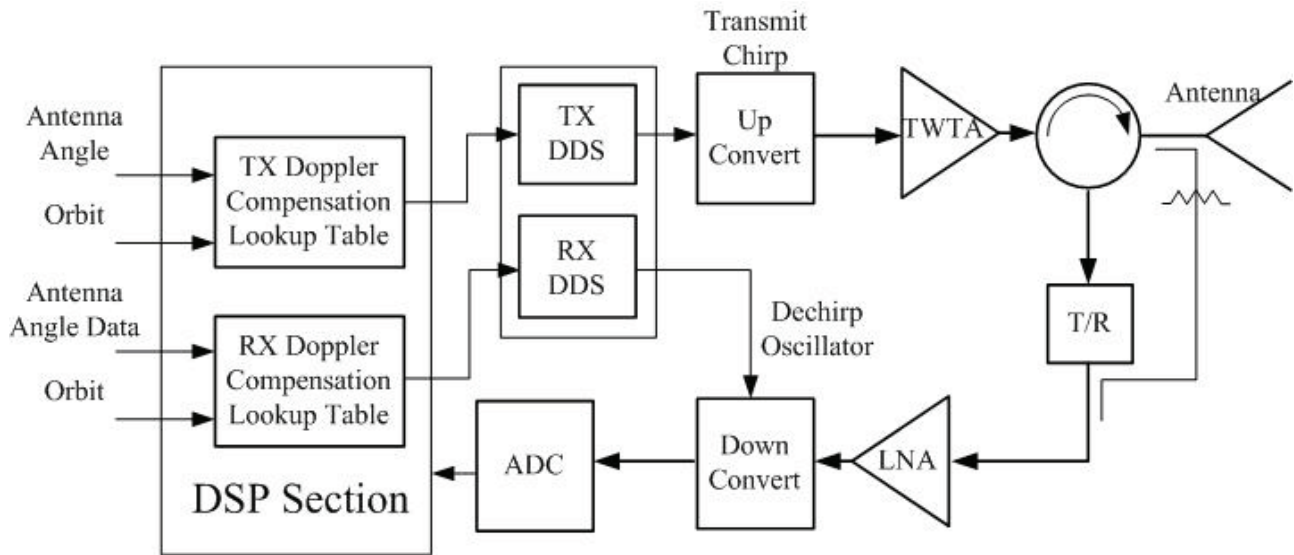 Antenna
Angle
Orbit
Antenna
Angle Data
Orbit
TX Doppler
Compensation
Lookup Table
RX Doppler
Compensation
Lookup Table
DSP Section
TX
DDS
RX
DDS
Transmit
Chirp
Up
Convert
TWTA
Antenna
T/R
Dechirp
Oscillator
ADC
Down
Convert
LNA